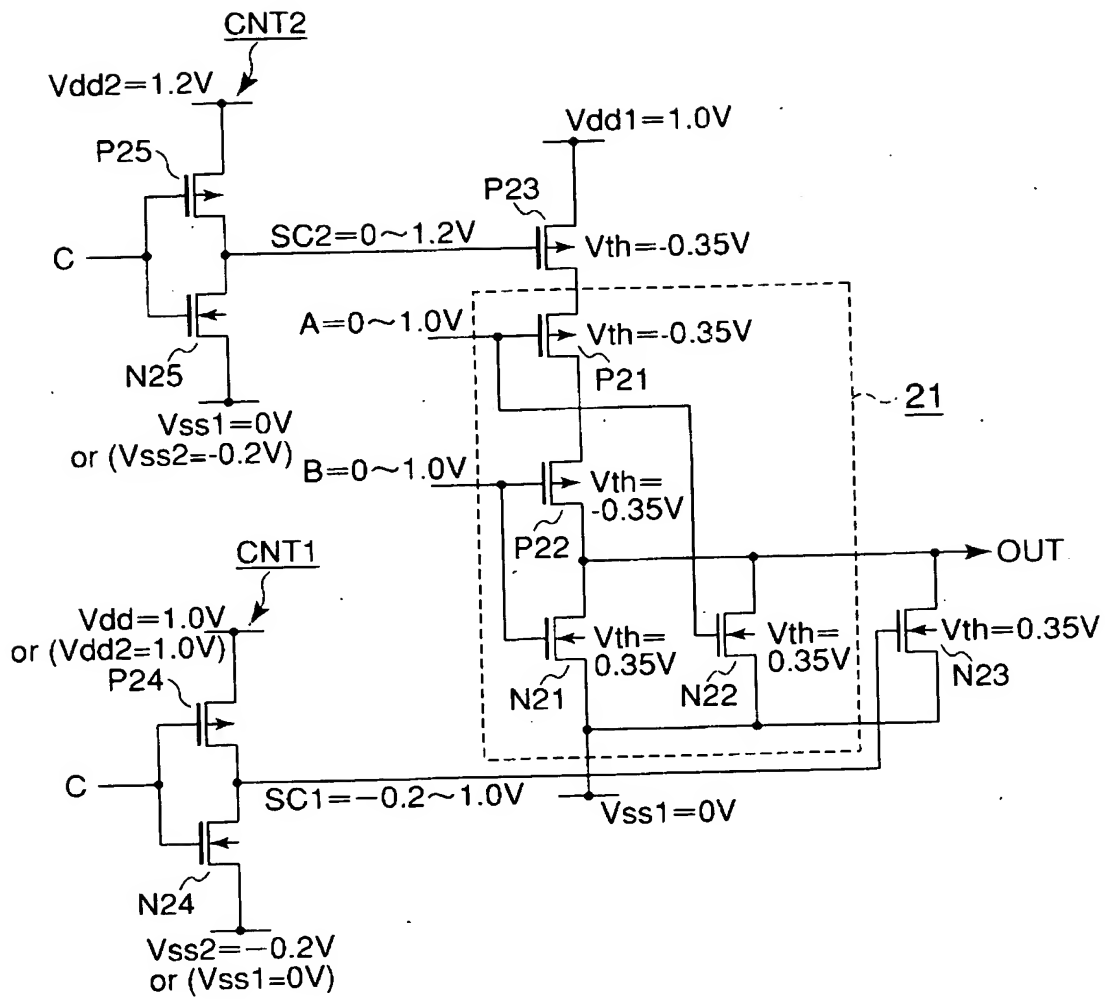 CNT2
Vdd2=1.2V
Vdd1=1.0V
P25
P23
SC2=0~1.2V
Vth=-0.35V
C
A=0~1.0V
Vth=-0.35V
N25
P21
21
Vss1=0V
or (Vss2=-0.2V)
B=0~1.0V
Vth=
-0.35V
P22
CNT1
OUT
Vdd=1.0V
or (Vdd2=1.0V)
P24
Vth=
0.35V
Vth=
0.35V
Vth=0.35V
N21
N22
N23
C
SC1=-0.2~1.0V
Vss1=0V
N24
Vss2=-0.2V
or (Vss1=0V)